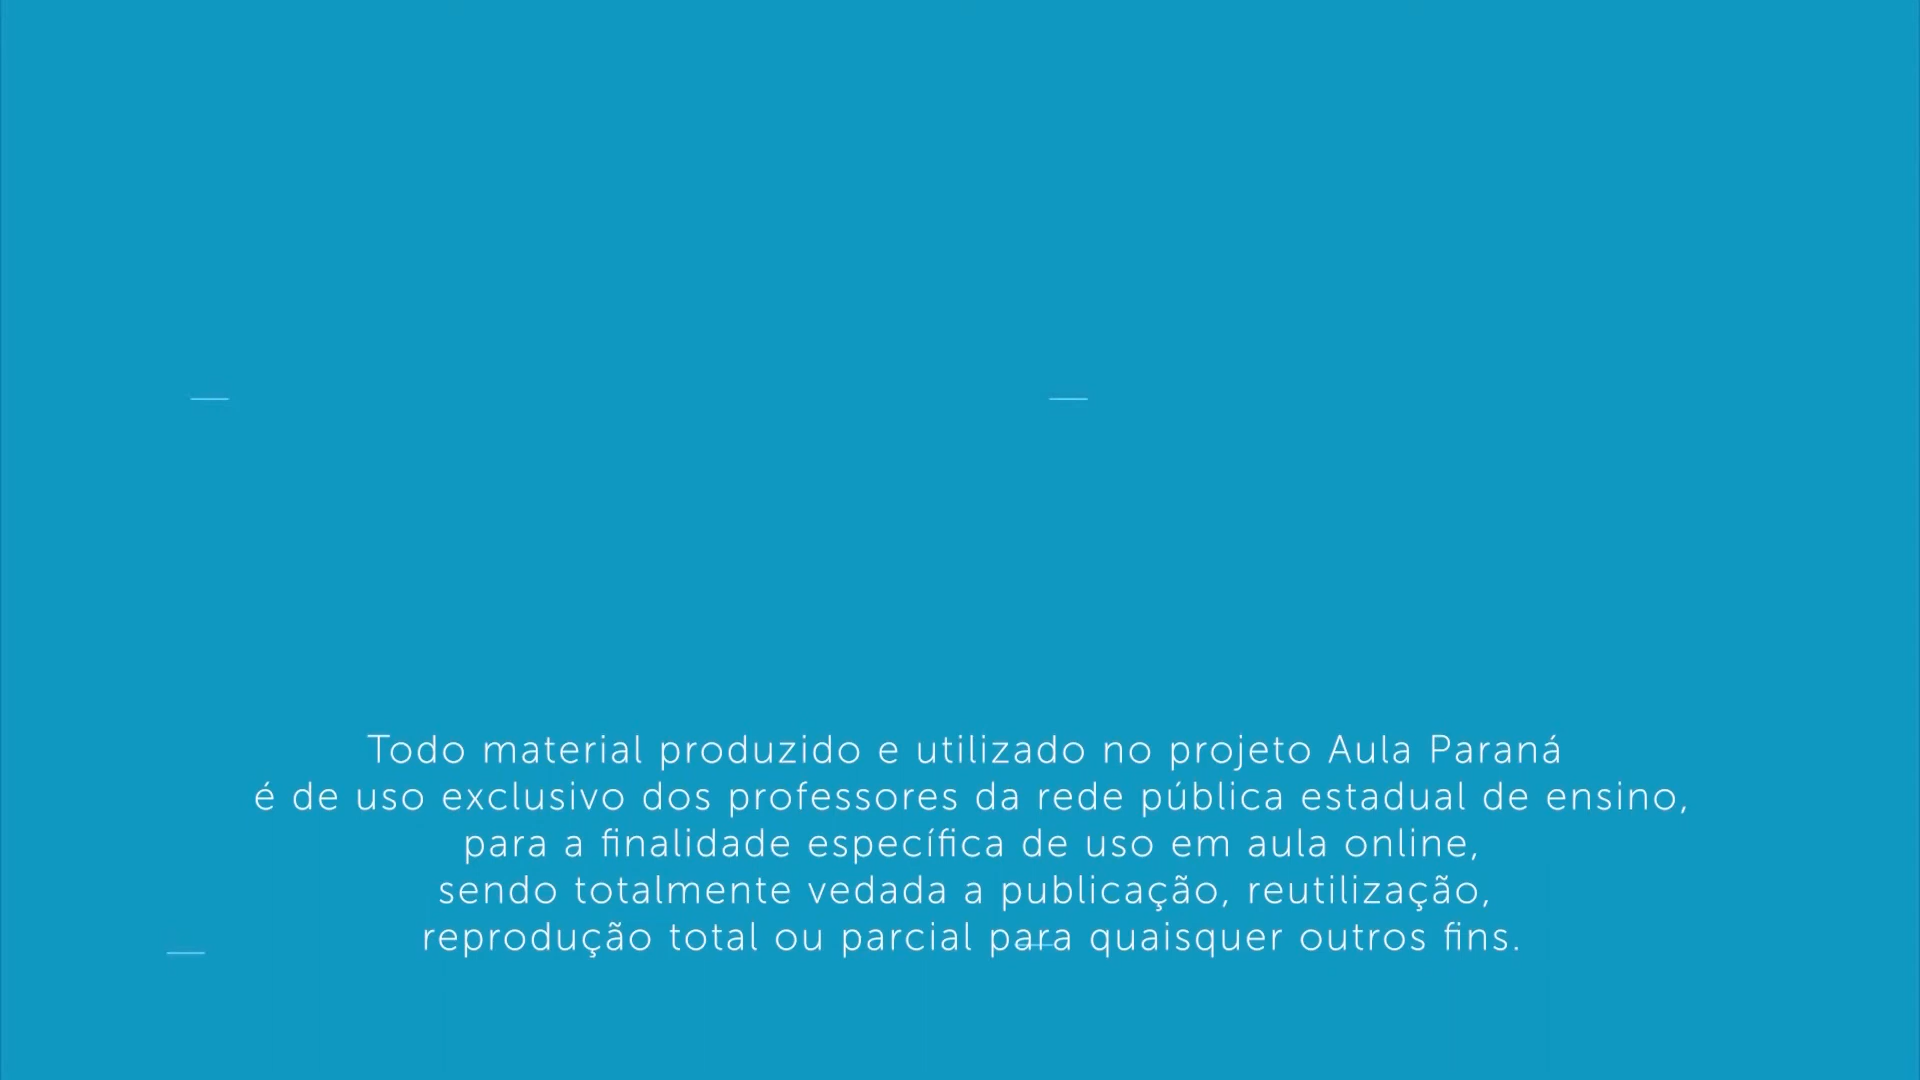 Todo material produzido e utilizado no projeto Aula Paraná
é de uso exclusivo dos professores da rede pública estadual de ensino,
para a finalidade específica de uso em aula online,
sendo totalmente vedada a publicação, reutilização,
reprodução total ou parcial para quaisquer outros fins.